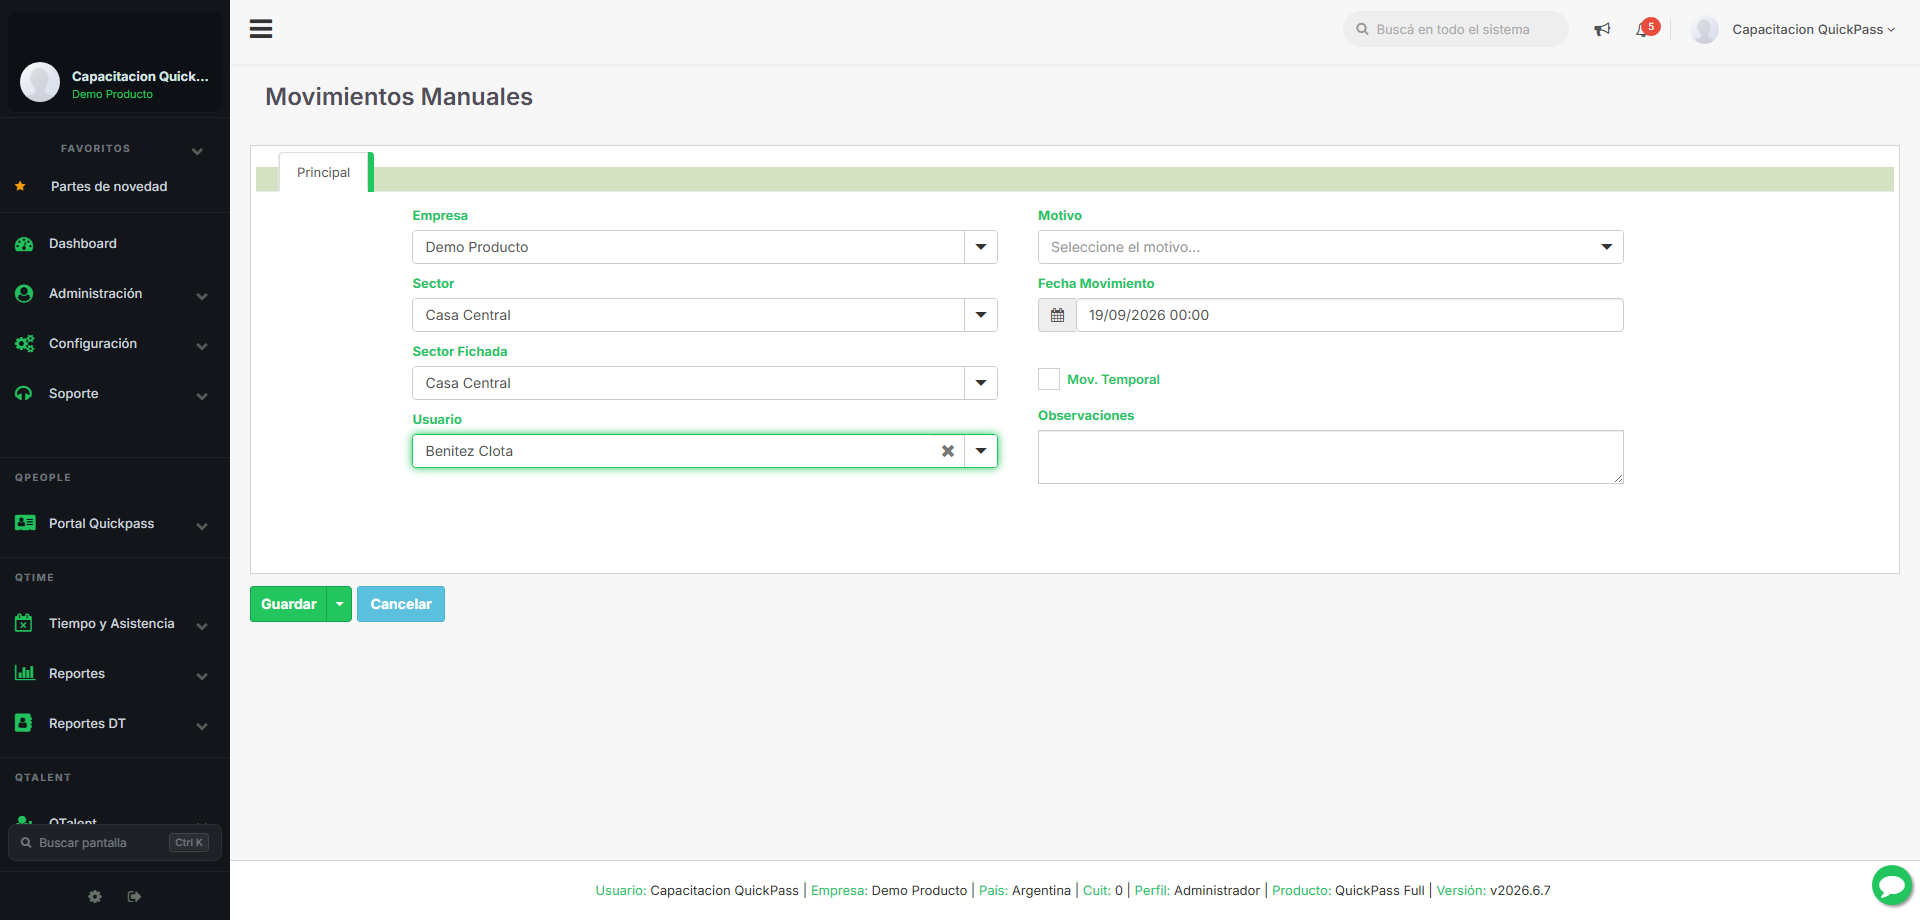 Capacitacion Quick...
Demo Producto
FAVORITOS
Partes de novedad
Dashboard
Administración
Configuración
Soporte
QPEOPLE
Portal Quickpass
QTIME
Tiempo y Asistencia
Reportes
Reportes DT
QTALENT
QTalent
Buscar pantalla
Ctrl K
Buscá en todo el sistema
5
Capacitacion QuickPass
Movimientos Manuales
Principal
Empresa
Demo Producto
Sector
Casa Central
Sector Fichada
Casa Central
Usuario
Benitez Clota
Motivo
Seleccione el motivo...
Fecha Movimiento
19/09/2026 00:00
Mov. Temporal
Observaciones
Guardar
Cancelar
Usuario: Capacitacion QuickPass | Empresa: Demo Producto | País: Argentina | Cuit: 0 | Perfil: Administrador | Producto: QuickPass Full | Versión: v2026.6.7